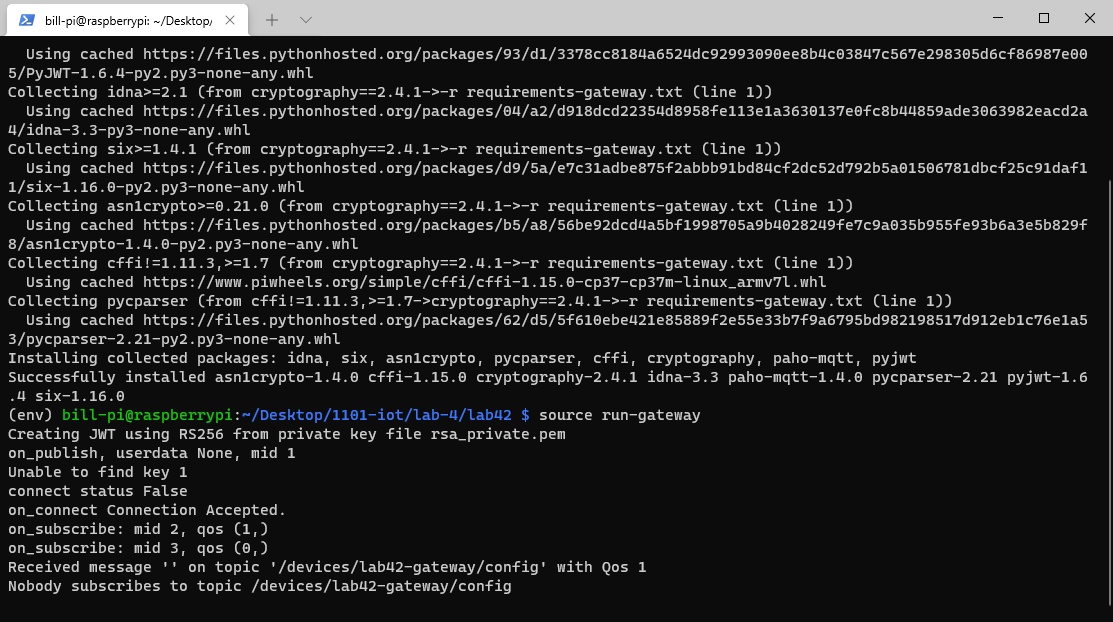 bill-pi@raspberrypi: ~/Desktop/
Using cached https://files.pythonhosted.org/packages/93/d1/3378cc8184a6524dc92993090ee8b4c03847c567e298305d6cf86987e00
5/PyJWT-1.6.4-py2.py3-none-any.whl
Collecting idna>=2.1 (from cryptography==2.4.1->-r requirements-gateway.txt (line 1))
Using cached https://files.pythonhosted.org/packages/04/a2/d918dcd22354d8958fe113e1a3630137e0fc8b44859ade3063982eacd2a
4/idna-3.3-py3-none-any.whl
Collecting six>=1.4.1 (from cryptography==2.4.1->-r requirements-gateway.txt (line 1))
Using cached https://files.pythonhosted.org/packages/d9/5a/e7c31adbe875f2abbb91bd84cf2dc52d792b5a01506781dbcf25c91daf1
1/six-1.16.0-py2.py3-none-any.whl
Collecting asn1crypto>=0.21.0 (from cryptography==2.4.1->-r requirements-gateway.txt (line 1))
Using cached https://files.pythonhosted.org/packages/b5/a8/56be92dcd4a5bf1998705a9b4028249fe7c9a035b955fe93b6a3e5b829f
8/asn1crypto-1.4.0-py2.py3-none-any.whl
Collecting cffi!=1.11.3,>=1.7 (from cryptography==2.4.1->-r requirements-gateway.txt (line 1))
Using cached https://www.piwheels.org/simple/cffi/cffi-1.15.0-cp37-cp37m-linux_armv7l.whl
Collecting pycparser (from cffi!=1.11.3,>=1.7->cryptography==2.4.1->-r requirements-gateway.txt (line 1))
Using cached https://files.pythonhosted.org/packages/62/d5/5f610ebe421e85889f2e55e33b7f9a6795bd982198517d912eb1c76e1a5
3/pycparser-2.21-py2.py3-none-any.whl
Installing collected packages: idna, six, asn1crypto, pycparser, cffi, cryptography, paho-mqtt, pyjwt
Successfully installed asn1crypto-1.4.0 cffi-1.15.0 cryptography-2.4.1 idna-3.3 paho-mqtt-1.4.0 pycparser-2.21 pyjwt-1.6
.4 six-1.16.0
(env) bill-pi@raspberrypi:~/Desktop/1101-iot/lab-4/lab42 $ source run-gateway
Creating JWT using RS256 from private key file rsa_private.pem
on_publish, userdata None, mid 1
Unable to find key 1
connect status False
on_connect Connection Accepted.
on_subscribe: mid 2, qos (1,)
on_subscribe: mid 3, qos (0,)
Received message '' on topic '/devices/lab42-gateway/config' with Qos 1
Nobody subscribes to topic /devices/lab42-gateway/config